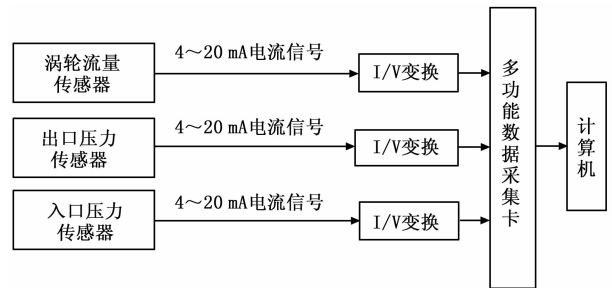 涡轮流量
传感器
4～20 mA电流信号
I/V变换
出口压力
传感器
4～20 mA电流信号
I/V变换
入口压力
传感器
4～20 mA电流信号
I/V变换
多功能数据采集卡
计算机